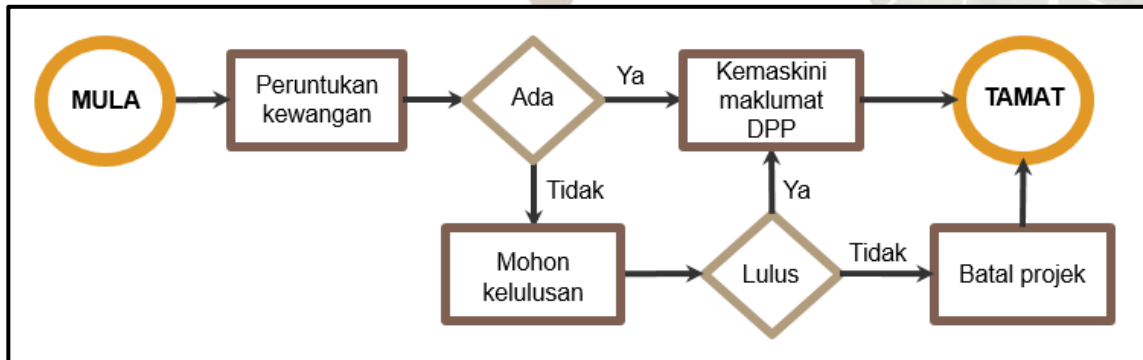 MULA
Peruntukan
kewangan
Ada
Ya
Kemaskini
maklumat
DPP
TAMAT
Tidak
Ya
Mohon
kelulusan
Lulus
Tidak
Batal projek